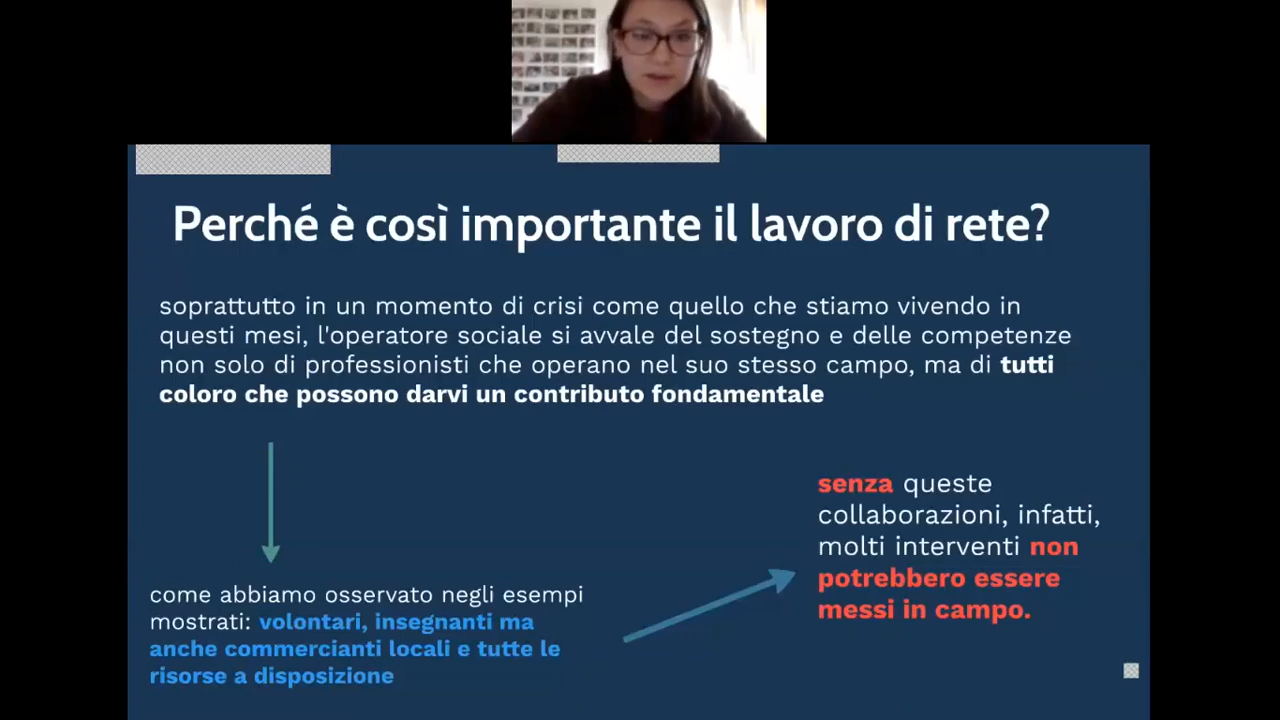 Perché è così importante il lavoro di rete?
soprattutto in un momento di crisi come quello che stiamo vivendo in
questi mesi, l'operatore sociale si avvale del sostegno e delle competenze
non solo di professionisti che operano nel suo stesso campo, ma di tutti
coloro che possono darvi un contributo fondamentale
senza queste
collaborazioni, infatti,
molti interventi non
potrebbero essere
messi in campo.
come abbiamo osservato negli esempi
mostrati: volontari, insegnanti ma
anche commercianti locali e tutte le
risorse a disposizione